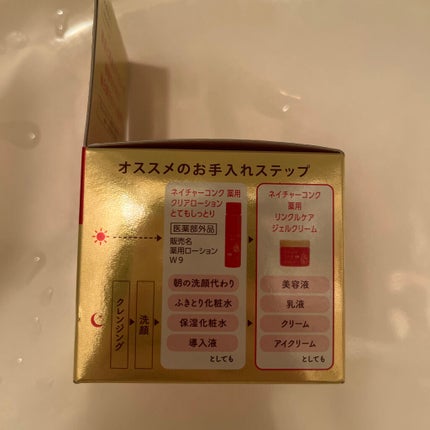 オススメのお手入れステップ
ネイチャーコンク 薬用
クリアローション
とてもしっとり
医薬部外品
販売名
薬用ローション
W9
朝の洗顔代わり
ふきとり化粧水
保湿化粧水
導入液
としても
ネイチャーコンク
薬用
リンクルケア
ジェルクリーム
美容液
乳液
クリーム
アイクリーム
としても
クレンジング
洗顔